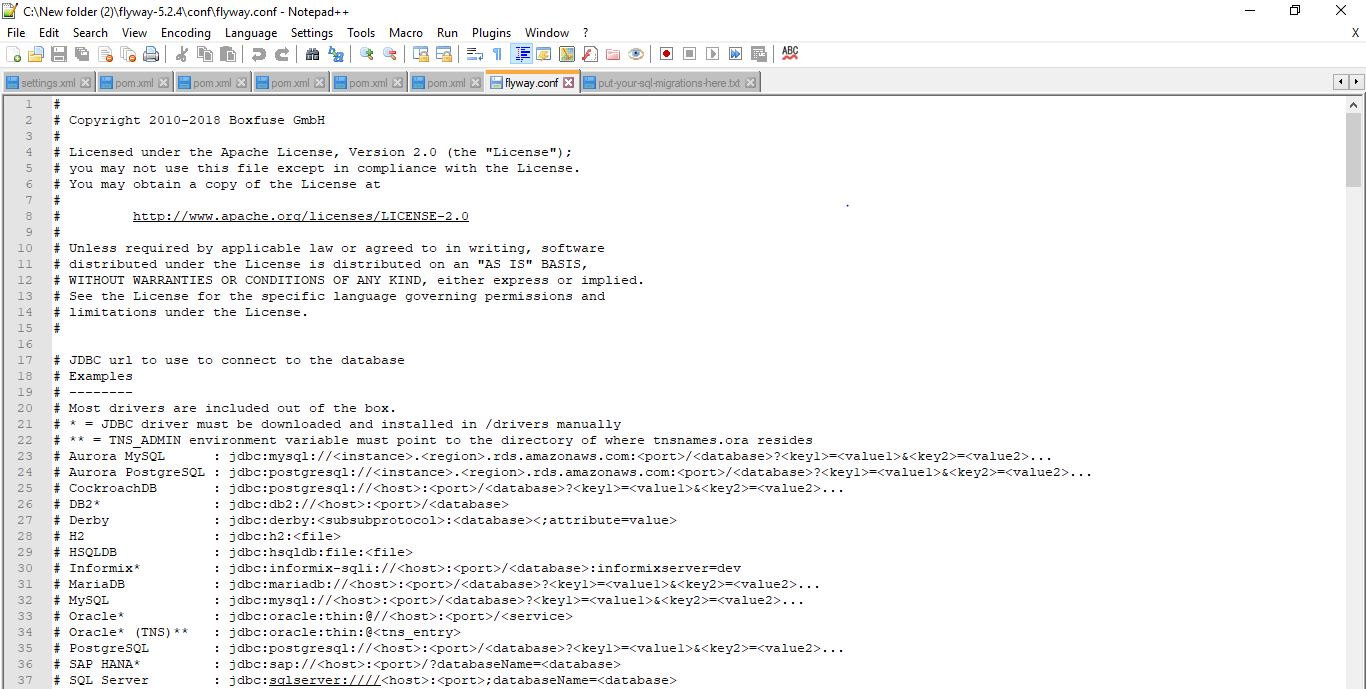 C:\New folder (2)\flyway-5.2.4\conf\flyway.conf - Notepad++
File Edit Search View Encoding Language Settings Tools Macro Run Plugins Window ? X
ABC
settings.xml pom.xml pom.xml pom.xml pom.xml pom.xml flyway.conf put-your-sql-migrations-here.txt
1 #
2 # Copyright 2010-2018 Boxfuse GmbH
3 #
4 # Licensed under the Apache License, Version 2.0 (the "License");
5 # you may not use this file except in compliance with the License.
6 # You may obtain a copy of the License at
7 #
8 # http://www.apache.org/licenses/LICENSE-2.0
9 #
10 # Unless required by applicable law or agreed to in writing, software
11 # distributed under the License is distributed on an "AS IS" BASIS,
12 # WITHOUT WARRANTIES OR CONDITIONS OF ANY KIND, either express or implied.
13 # See the License for the specific language governing permissions and
14 # limitations under the License.
15 #
16
17 # JDBC url to use to connect to the database
18 # Examples
19 # --------
20 # Most drivers are included out of the box.
21 # * = JDBC driver must be downloaded and installed in /drivers manually
22 # ** = TNS_ADMIN environment variable must point to the directory of where tnsnames.ora resides
23 # Aurora MySQL : jdbc:mysql://<instance>.<region>.rds.amazonaws.com:<port>/<database>?<key1>=<value1>&<key2>=<value2>...
24 # Aurora PostgreSQL : jdbc:postgresql://<instance>.<region>.rds.amazonaws.com:<port>/<database>?<key1>=<value1>&<key2>=<value2>...
25 # CockroachDB : jdbc:postgresql://<host>:<port>/<database>?<key1>=<value1>&<key2>=<value2>...
26 # DB2* : jdbc:db2://<host>:<port>/<database>
27 # Derby : jdbc:derby:<subsubprotocol>:<database><;attribute=value>
28 # H2 : jdbc:h2:<file>
29 # HSQLDB : jdbc:hsqldb:file:<file>
30 # Informix* : jdbc:informix-sqli://<host>:<port>/<database>:informixserver=dev
31 # MariaDB : jdbc:mariadb://<host>:<port>/<database>?<key1>=<value1>&<key2>=<value2>...
32 # MySQL : jdbc:mysql://<host>:<port>/<database>?<key1>=<value1>&<key2>=<value2>...
33 # Oracle* : jdbc:oracle:thin:@//<host>:<port>/<service>
34 # Oracle* (TNS)** : jdbc:oracle:thin:@<tns_entry>
35 # PostgreSQL : jdbc:postgresql://<host>:<port>/<database>?<key1>=<value1>&<key2>=<value2>...
36 # SAP HANA* : jdbc:sap://<host>:<port>/?databaseName=<database>
37 # SQL Server : jdbc:sqlserver:////<host>:<port>;databaseName=<database>